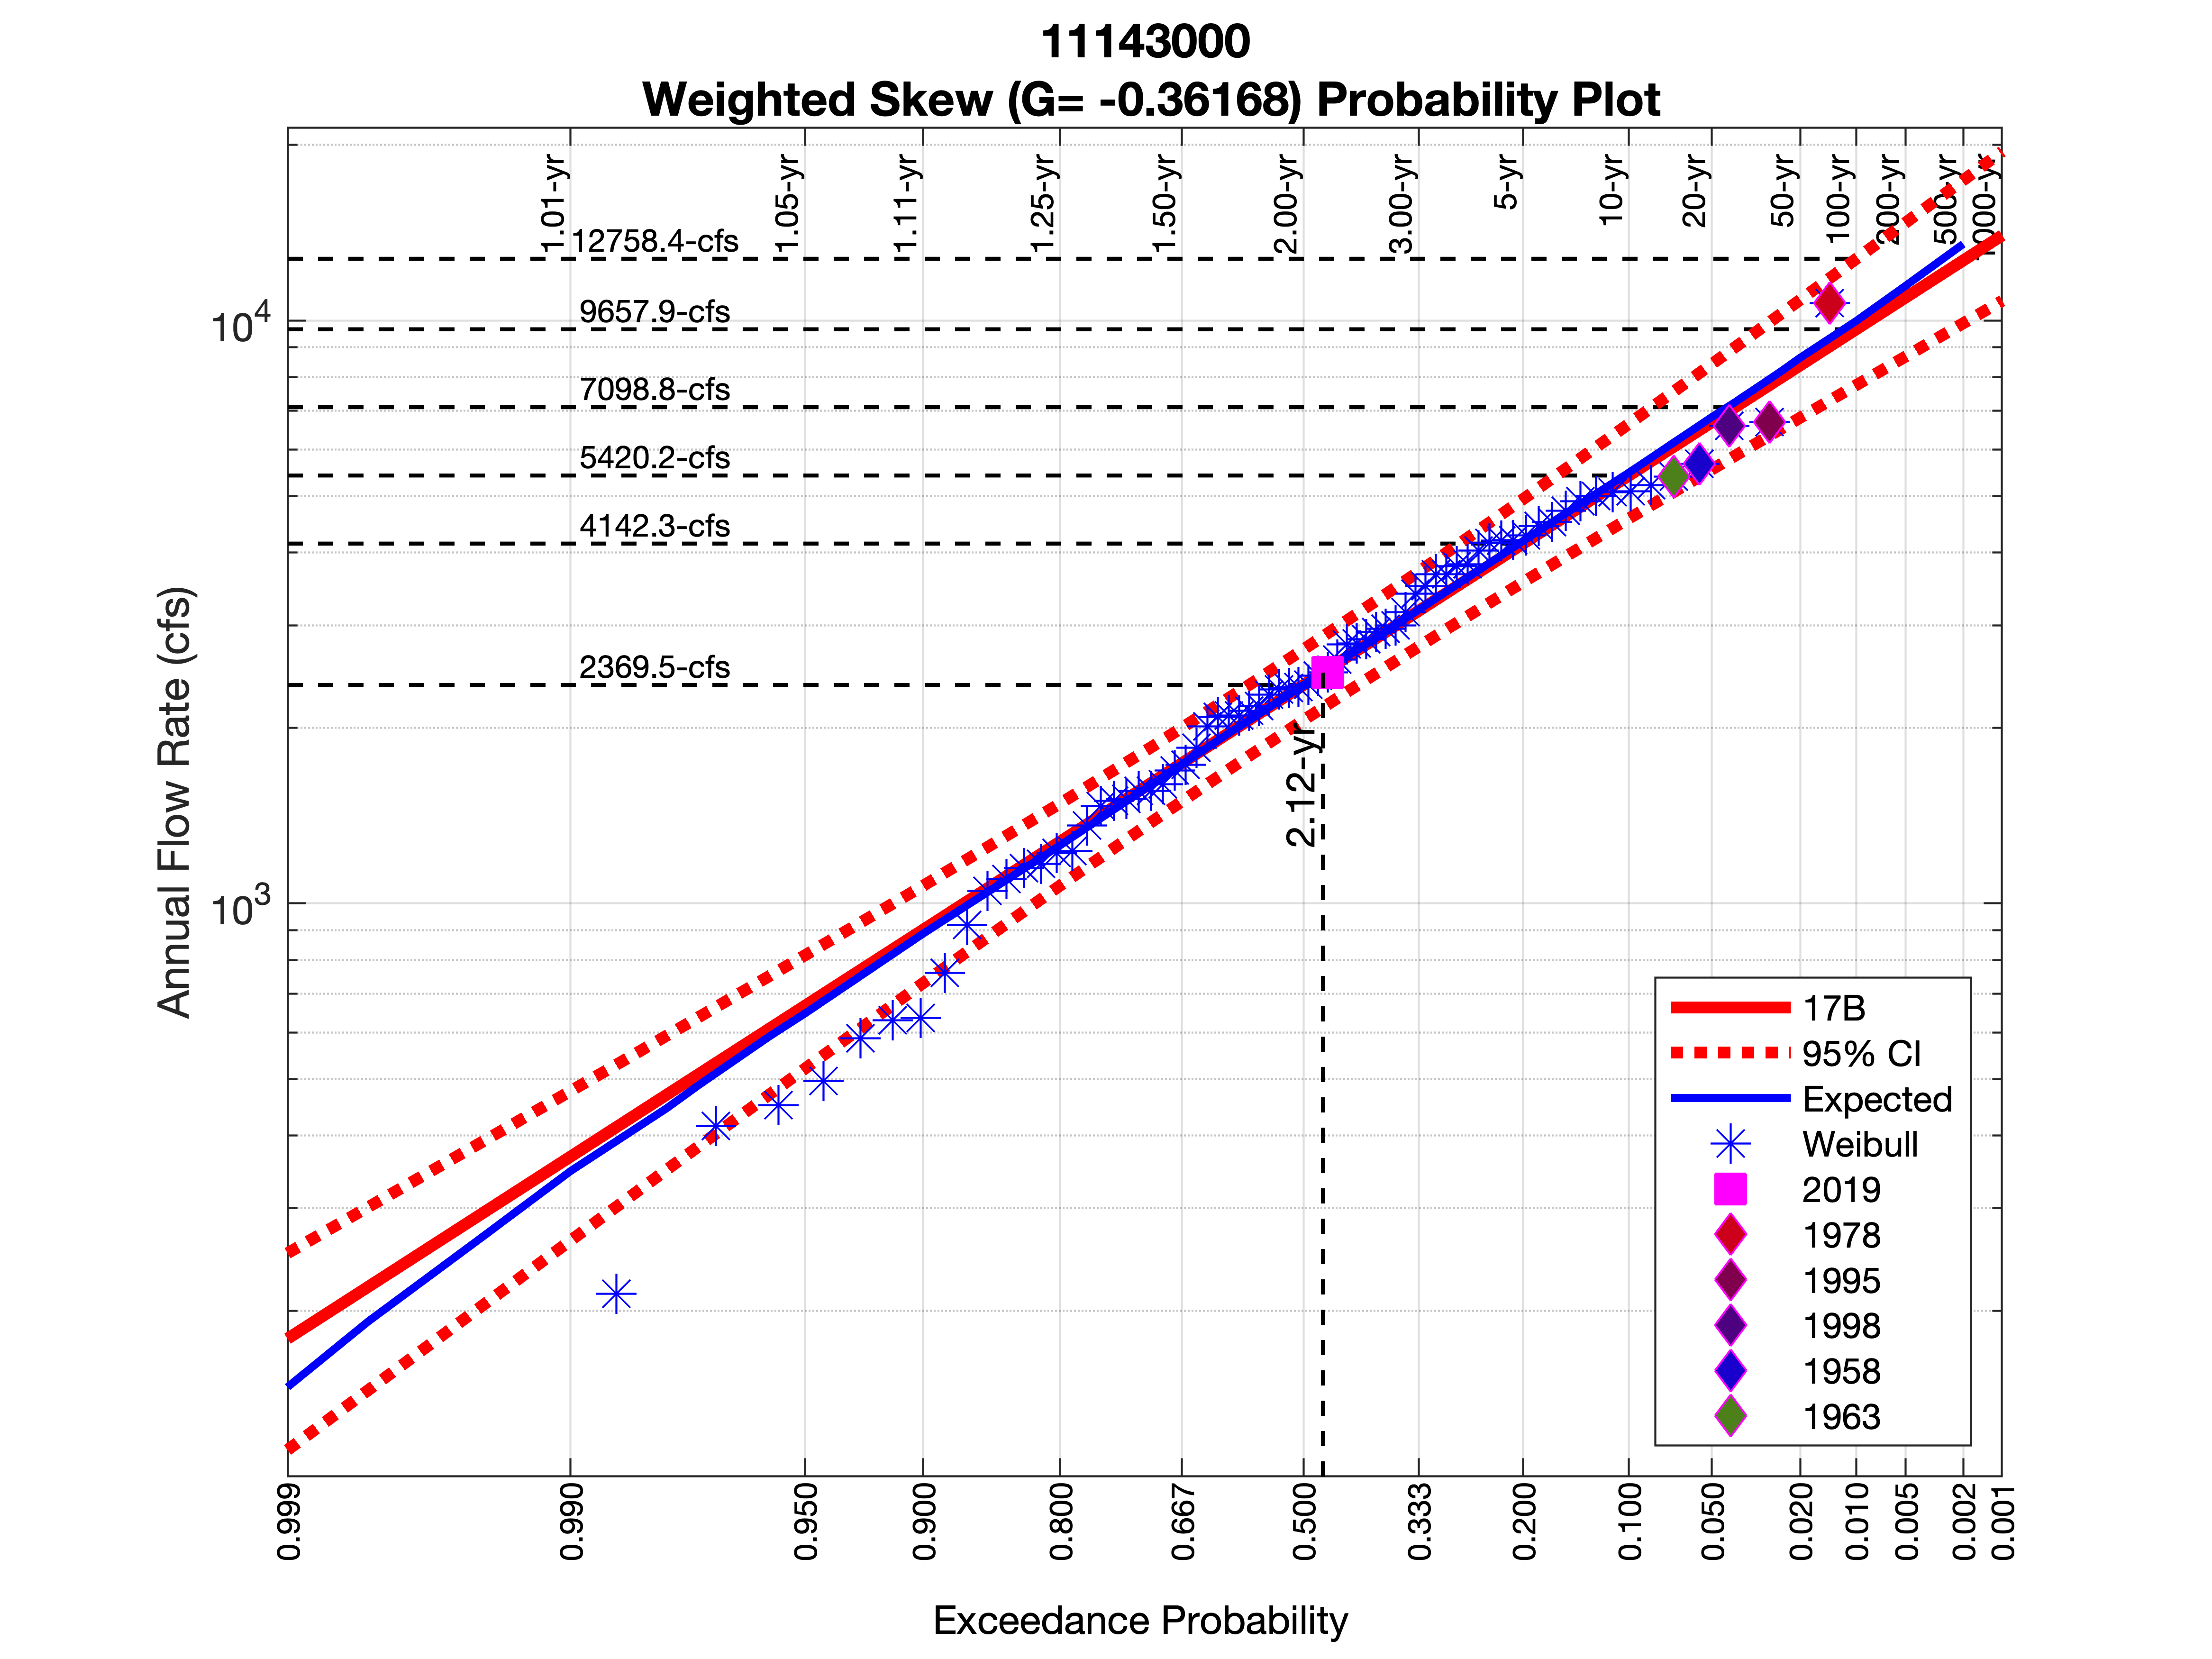 11143000
Weighted Skew (G= -0.36168) Probability Plot
1.01-yr
1.05-yr
1.11-yr
1.25-yr
1.50-yr
2.00-yr
3.00-yr
5-yr
10-yr
20-yr
50-yr
100-yr
200-yr
500-yr
000-yr
12758.4-cfs
9657.9-cfs
7098.8-cfs
5420.2-cfs
4142.3-cfs
2369.5-cfs
2.12-yr
10^4
10^3
Annual Flow Rate (cfs)
17B
95% CI
Expected
Weibull
2019
1978
1995
1998
1958
1963
0.999
0.990
0.950
0.900
0.800
0.667
0.500
0.333
0.200
0.100
0.050
0.020
0.010
0.005
0.002
0.001
Exceedance Probability